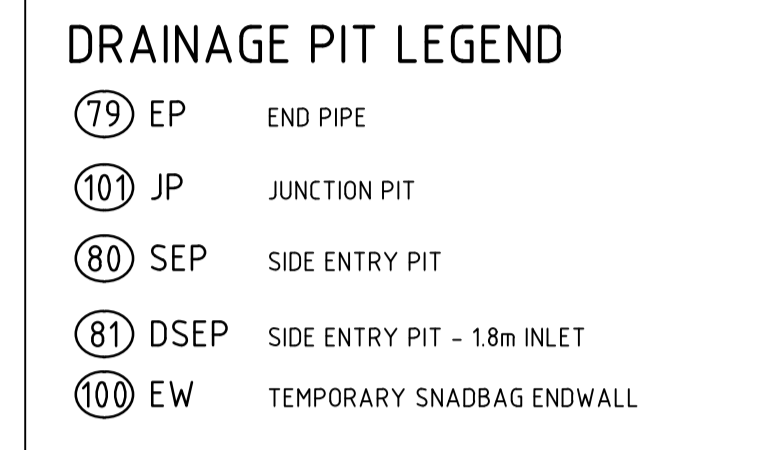 DRAINAGE PIT LEGEND
79 EP END PIPE
101 JP JUNCTION PIT
80 SEP SIDE ENTRY PIT
81 DSEP SIDE ENTRY PIT - 1.8m INLET
100 EW TEMPORARY SNADBAG ENDWALL